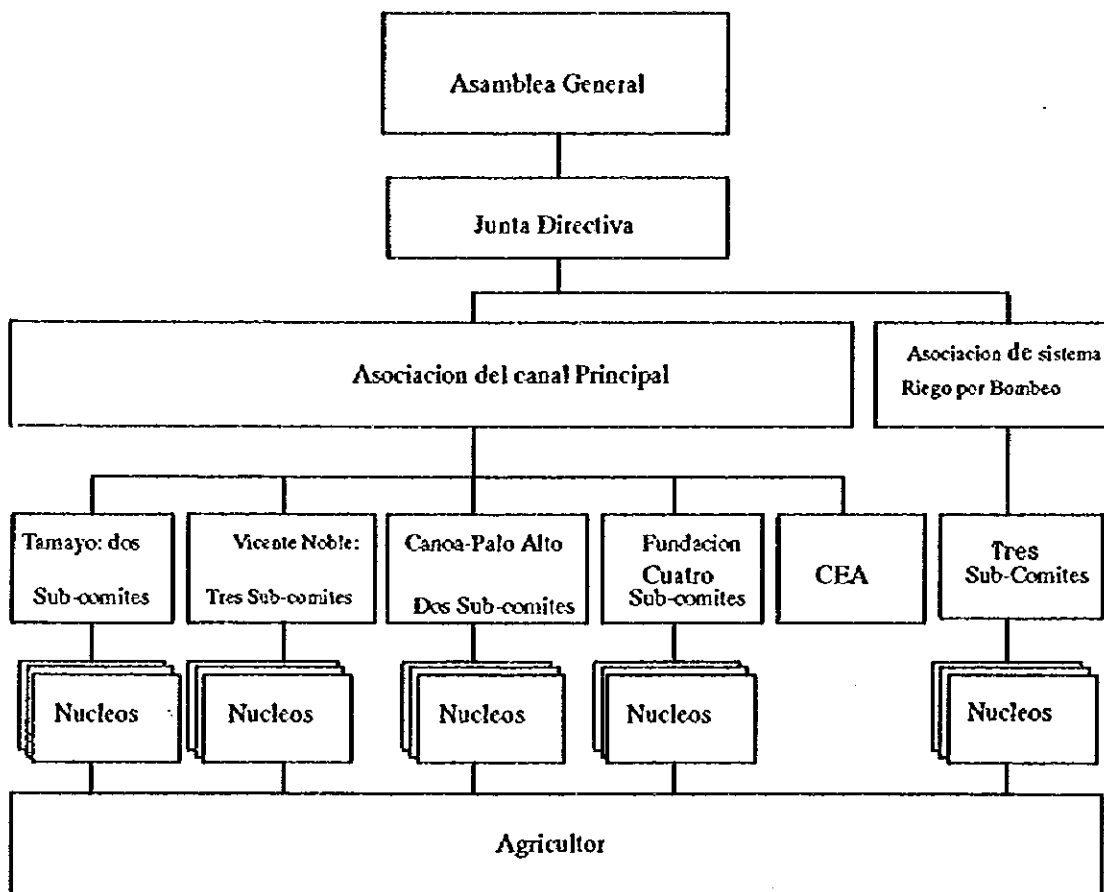 Asamblea General
Junta Directiva
Asociacion del canal Principal
Asociacion de sistema
Riego por Bombeo
Tamayo: dos
Sub-comites
Vicente Noble:
Tres Sub-comites
Canoa-Palo Alto
Dos Sub-comites
Fundacion
Cuatro
Sub-comites
CEA
Tres
Sub-Comites
Nucleos
Nucleos
Nucleos
Nucleos
Nucleos
Agricultor